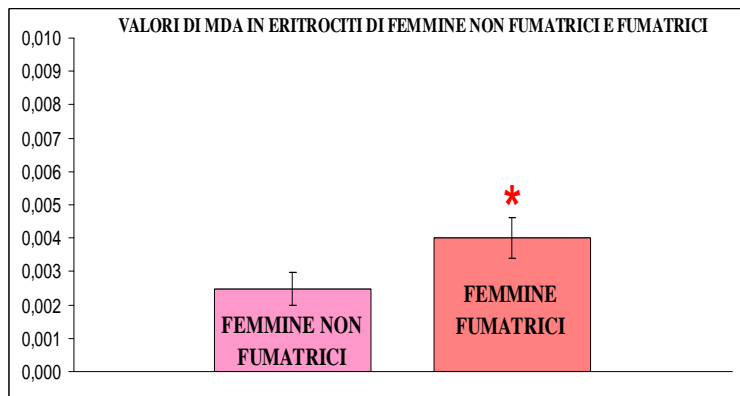 VALORI DI MDA IN ERITROCITI DI FEMMINE NON FUMATRICI E FUMATRICI
0,010
0,009
0,008
0,007
0,006
0,005
0,004
0,003
0,002
0,001
0,000
*
FEMMINE NON
FUMATRICI
FEMMINE
FUMATRICI